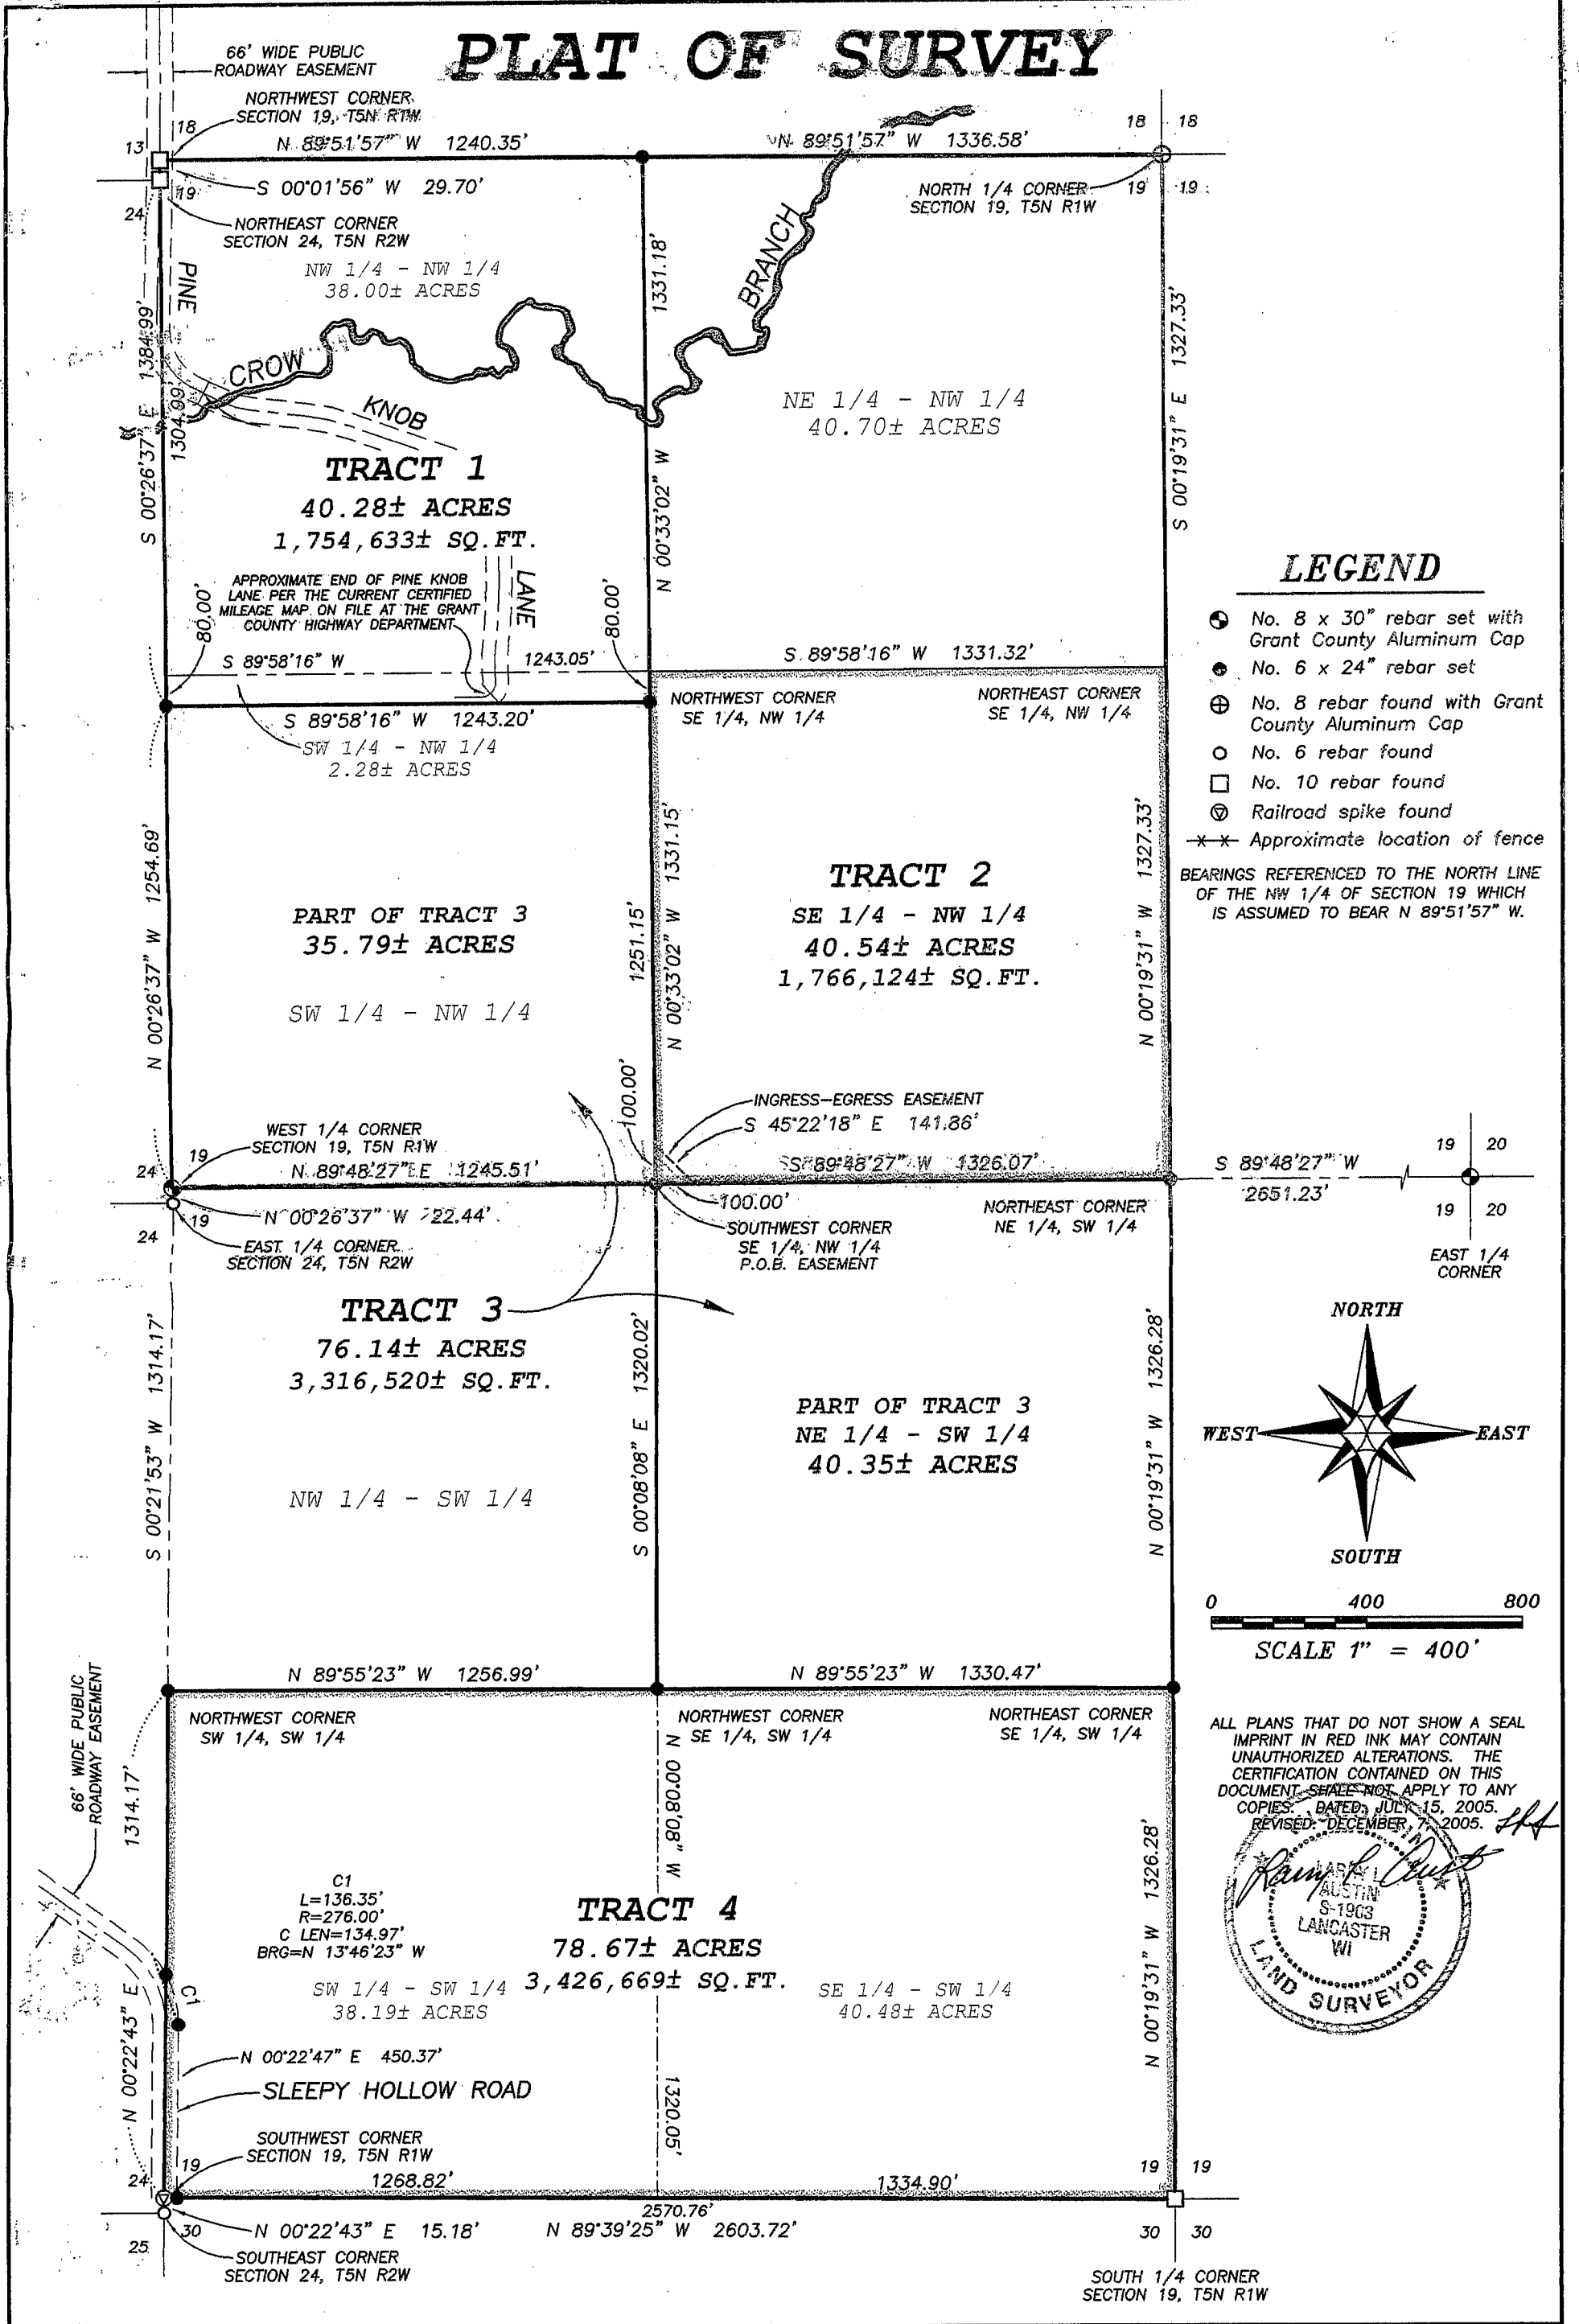 PLAT OF SURVEY
66' WIDE PUBLIC
ROADWAY EASEMENT
NORTHWEST CORNER
SECTION 19, T5N R1W
18
13
N 89°51'57" W 1240.35'
N 89°51'57" W 1336.58'
18 18
S 00°01'56" W 29.70'
19
24
NORTHEAST CORNER
SECTION 24, T5N R2W
NORTH 1/4 CORNER
SECTION 19, T5N R1W
19 19
NW 1/4 - NW 1/4
38.00± ACRES
PINE
CROW
KNOB
BRANCH
1331.18'
S 00°26'37" E 1384.99'
1304.99'
NE 1/4 - NW 1/4
40.70± ACRES
S 00°19'31" E 1327.33'
N 00°33'02" W
TRACT 1
40.28± ACRES
1,754,633± SQ.FT.
APPROXIMATE END OF PINE KNOB
LANE PER THE CURRENT CERTIFIED
MILEAGE MAP ON FILE AT THE GRANT
COUNTY HIGHWAY DEPARTMENT
LANE
80.00'
80.00'
S 89°58'16" W 1243.05'
S 89°58'16" W 1331.32'
S 89°58'16" W 1243.20'
SW 1/4 - NW 1/4
2.28± ACRES
NORTHWEST CORNER
SE 1/4, NW 1/4
NORTHEAST CORNER
SE 1/4, NW 1/4
LEGEND
No. 8 x 30" rebar set with
Grant County Aluminum Cap
No. 6 x 24" rebar set
No. 8 rebar found with Grant
County Aluminum Cap
No. 6 rebar found
No. 10 rebar found
Railroad spike found
Approximate location of fence
BEARINGS REFERENCED TO THE NORTH LINE
OF THE NW 1/4 OF SECTION 19 WHICH
IS ASSUMED TO BEAR N 89°51'57" W.
N 00°26'37" W 1254.69'
PART OF TRACT 3
35.79± ACRES
SW 1/4 - NW 1/4
1251.15'
N 00°33'02" W 1331.15'
TRACT 2
SE 1/4 - NW 1/4
40.54± ACRES
1,766,124± SQ.FT.
N 00°19'31" W 1327.33'
100.00'
INGRESS-EGRESS EASEMENT
S 45°22'18" E 141.86'
WEST 1/4 CORNER
SECTION 19, T5N R1W
19
24
N 89°48'27" E 1245.51'
S 89°48'27" W 1326.07'
S 89°48'27" W
2651.23'
19 20
19 20
EAST 1/4
CORNER
N 00°26'37" W 22.44'
19
24
EAST 1/4 CORNER
SECTION 24, T5N R2W
100.00'
SOUTHWEST CORNER
SE 1/4, NW 1/4
P.O.B. EASEMENT
NORTHEAST CORNER
NE 1/4, SW 1/4
TRACT 3
76.14± ACRES
3,316,520± SQ.FT.
S 00°21'53" W 1314.17'
NW 1/4 - SW 1/4
S 00°08'08" E 1320.02'
PART OF TRACT 3
NE 1/4 - SW 1/4
40.35± ACRES
N 00°19'31" W 1326.28'
NORTH
WEST
EAST
SOUTH
0 400 800
SCALE 1" = 400'
N 89°55'23" W 1256.99'
N 89°55'23" W 1330.47'
66' WIDE PUBLIC
ROADWAY EASEMENT
NORTHWEST CORNER
SW 1/4, SW 1/4
NORTHWEST CORNER
SE 1/4, SW 1/4
NORTHEAST CORNER
SE 1/4, SW 1/4
1314.17'
N 00°08'08" W
ALL PLANS THAT DO NOT SHOW A SEAL
IMPRINT IN RED INK MAY CONTAIN
UNAUTHORIZED ALTERATIONS. THE
CERTIFICATION CONTAINED ON THIS
DOCUMENT SHALL NOT APPLY TO ANY
COPIES. DATED: JULY 15, 2005.
REVISED: DECEMBER 7, 2005.
LARRY L.
AUSTIN
S-1903
LANCASTER
WI
LAND SURVEYOR
C1
L=136.35'
R=276.00'
C LEN=134.97'
BRG=N 13°46'23" W
TRACT 4
78.67± ACRES
3,426,669± SQ.FT.
SW 1/4 - SW 1/4
38.19± ACRES
SE 1/4 - SW 1/4
40.48± ACRES
N 00°19'31" W 1326.28'
C1
N 00°22'43" E
N 00°22'47" E 450.37'
SLEEPY HOLLOW ROAD
SOUTHWEST CORNER
SECTION 19, T5N R1W
19
24
1268.82'
1320.05'
1334.90'
19 19
2570.76'
N 00°22'43" E 15.18'
N 89°39'25" W 2603.72'
30
25
30 30
SOUTHEAST CORNER
SECTION 24, T5N R2W
SOUTH 1/4 CORNER
SECTION 19, T5N R1W